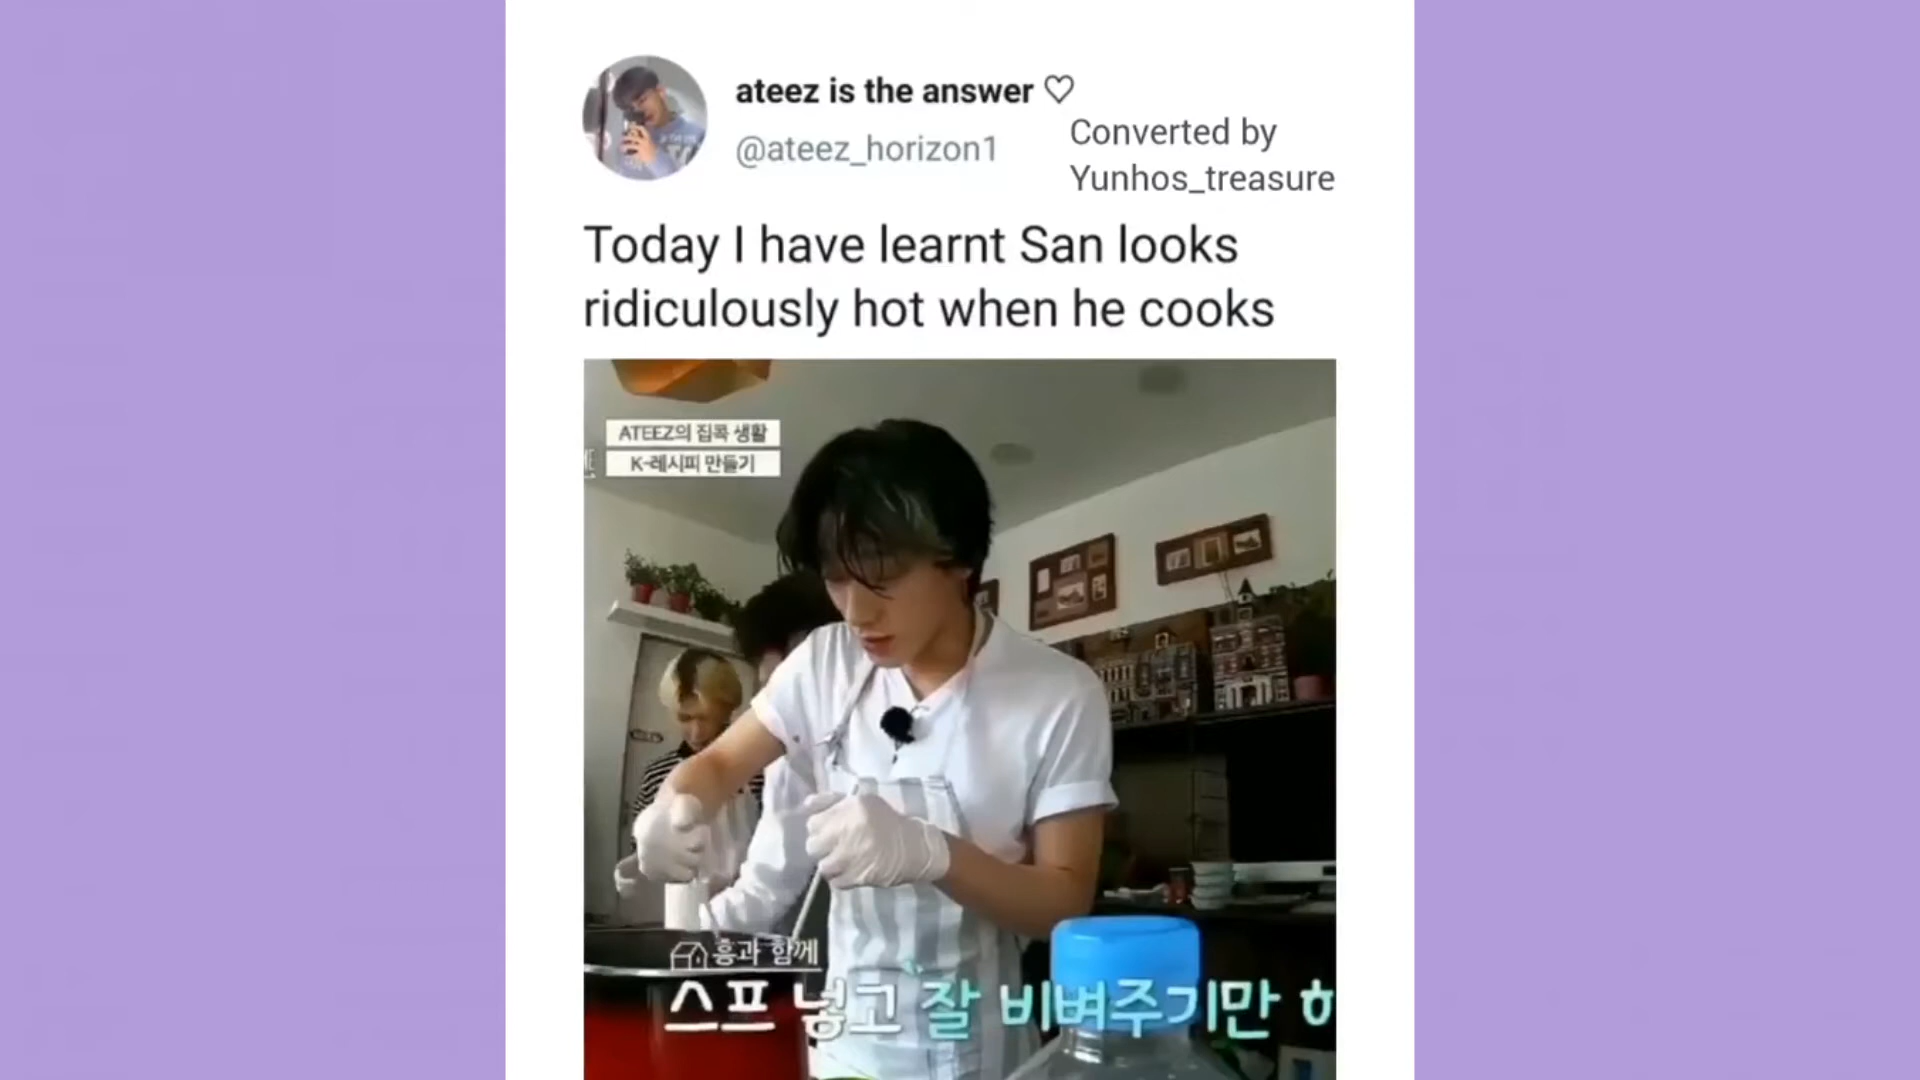 ateez is the answer ♡
@ateez_horizon1
Converted by
Yunhos_treasure
Today I have learnt San looks
ridiculously hot when he cooks
ATEEZ의 집콕 생활
K-레시피 만들기
흥과 함께
스프 넣고 잘 비벼주기만 하